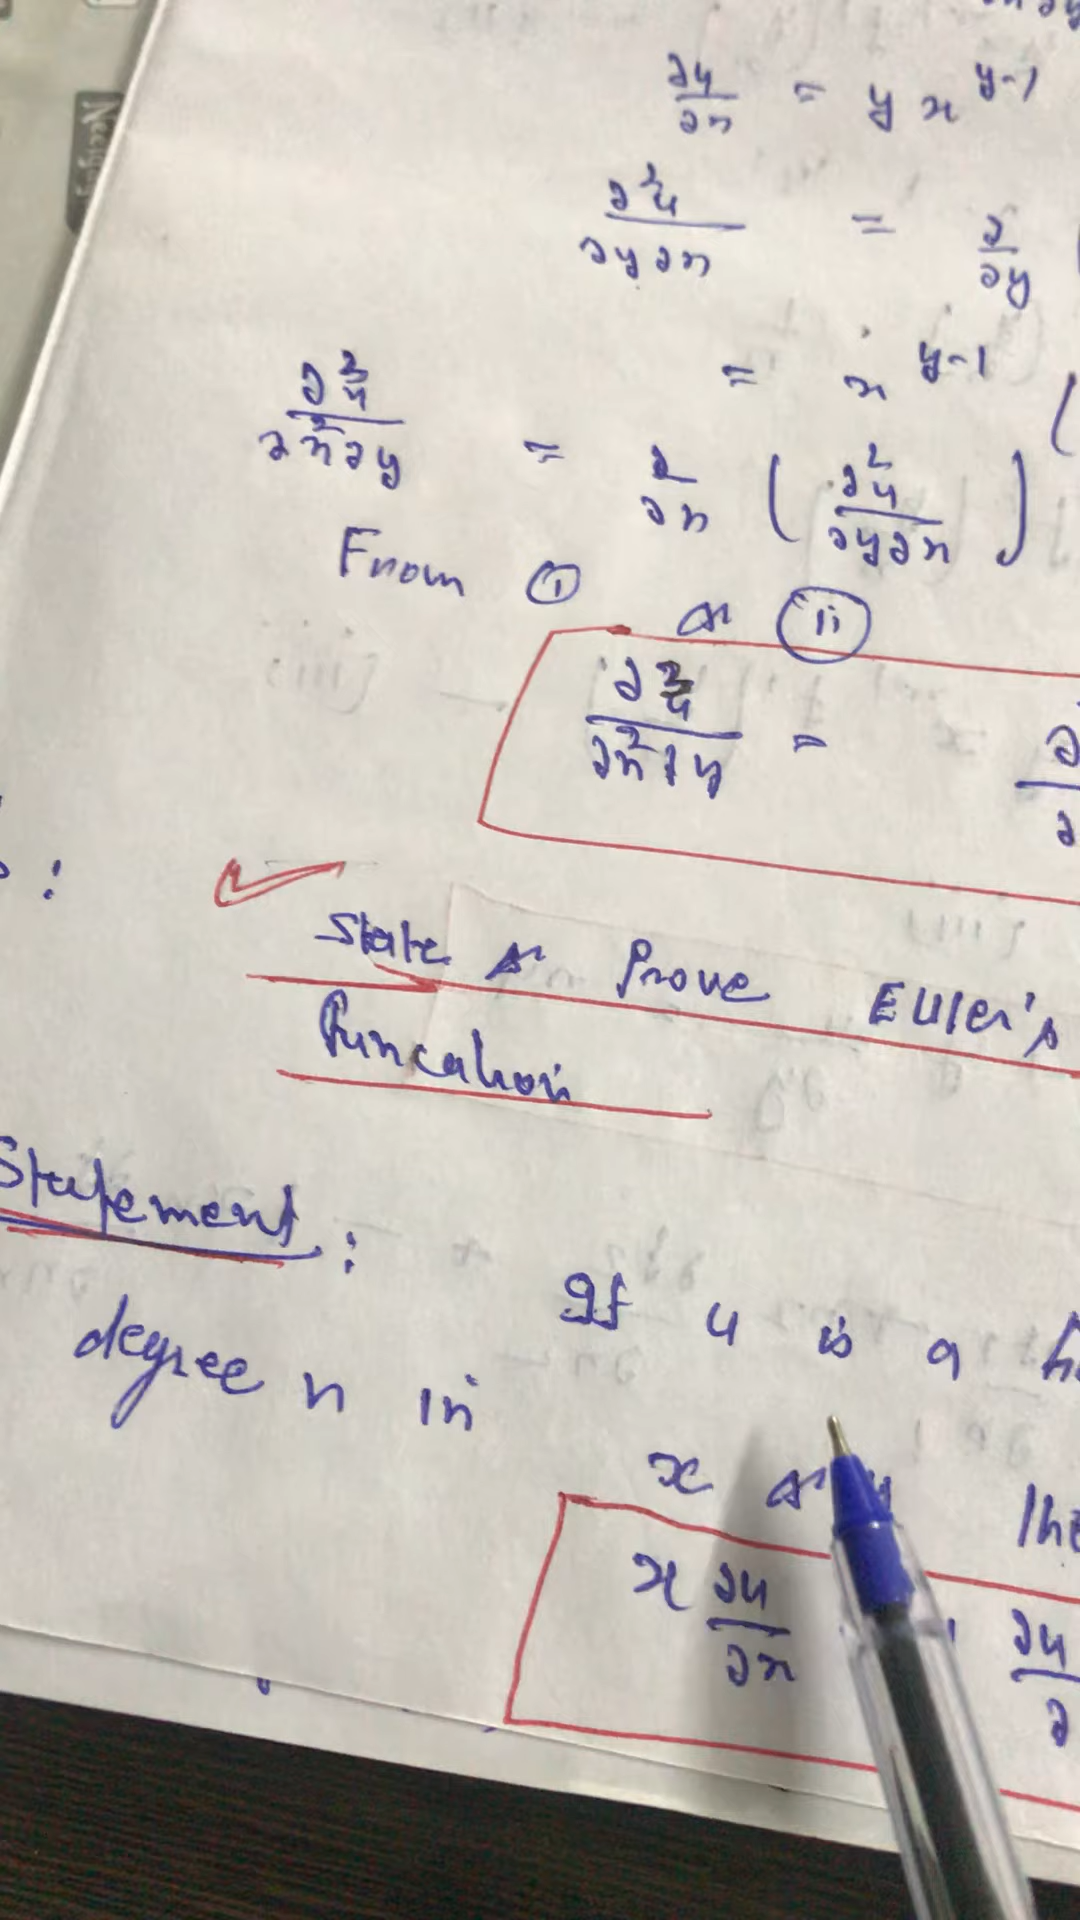 ∂u/∂x = y x^(y-1)
∂²u/∂y∂x = ∂/∂y
= x^(y-1) (
∂³u/∂x²∂y = ∂/∂x (∂²u/∂y∂x)
From ① & (ii)
∂³u/∂x²∂y =
State & Prove Euler's
Funcation
Statement : If u is a
degree n in
x & y
x ∂u/∂x ∂u/∂